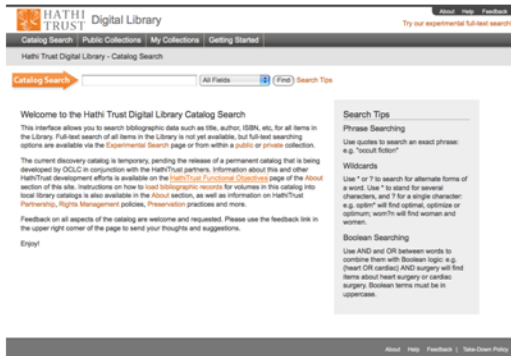 HATHI
TRUST Digital Library
About Help Feedback
Try our experimental full-text search!
Catalog Search Public Collections My Collections Getting Started
Hathi Trust Digital Library - Catalog Search
Catalog Search All Fields Find Search Tips
Welcome to the Hathi Trust Digital Library Catalog Search
This interface allows you to search bibliographic data such as title, author, ISBN, etc, for all items in
the Library. Full-text search of all items in the Library is not yet available, but full-text searching
options are available via the Experimental Search page or from within a public or private collection.
The current discovery catalog is temporary, pending the release of a permanent catalog that is being
developed by OCLC in conjunction with the HathiTrust partners. Information about this and other
HathiTrust development efforts is available on the HathiTrust Functional Objectives page of the About
section of this site. Instructions on how to load bibliographic records for volumes in this catalog into
local library catalogs is also available in the About section, as well as information on HathiTrust
Partnership, Rights Management policies, Preservation practices and more.
Feedback on all aspects of the catalog are welcome and requested. Please use the feedback link in
the upper right corner of the page to send your thoughts and suggestions.
Enjoy!
Search Tips
Phrase Searching
Use quotes to search an exact phrase:
e.g. "occult fiction"
Wildcards
Use * or ? to search for alternate forms of
a word. Use * to stand for several
characters, and ? for a single character:
e.g. optim* will find optimal, optimize or
optimum; wom?n will find woman and
women.
Boolean Searching
Use AND and OR between words to
combine them with Boolean logic: e.g.
(heart OR cardiac) AND surgery will find
items about heart surgery or cardiac
surgery. Boolean terms must be in
uppercase.
About Help Feedback | Take-Down Policy